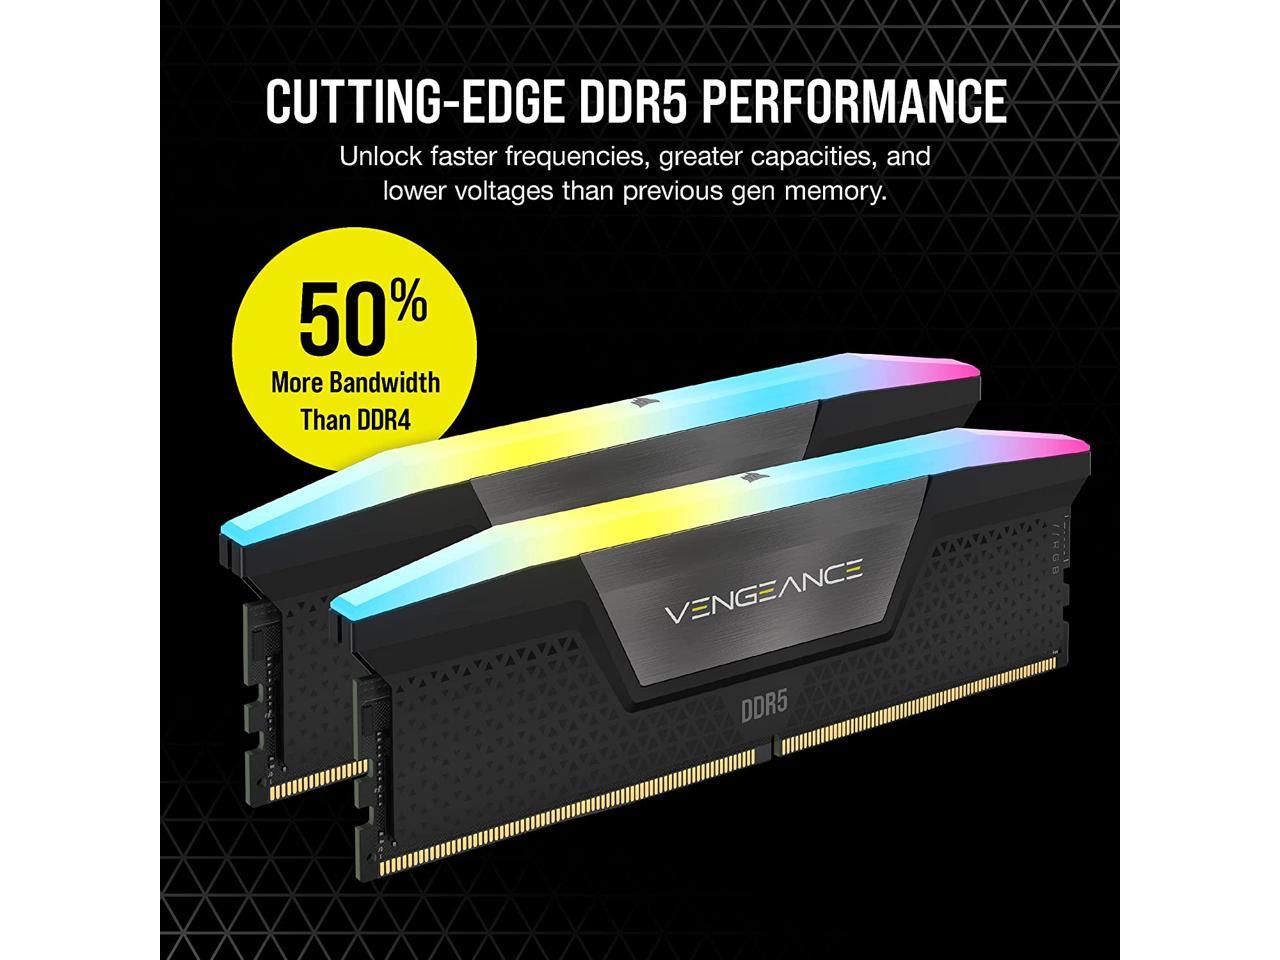 CUTTING-EDGE DDR5 PERFORMANCE
Unlock faster frequencies, greater capacities, and
lower voltages than previous gen memory.
50%
More Bandwidth
Than DDR4
VENGEANCE
DDR5
RGB